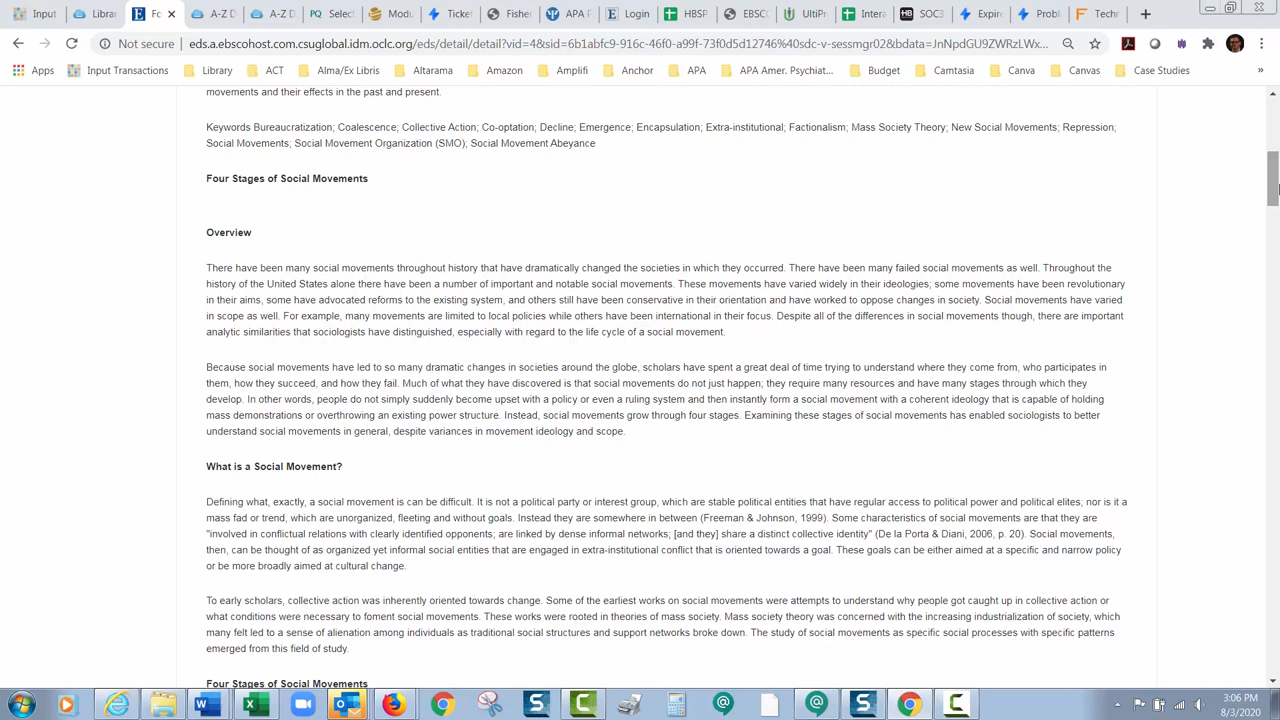 Input
Librar
Fo
A-Z D
A-Z D
PQ Select
Modu
Ticke
Fisher
APA P
Login
HBSP
EBSC
UltiPr
Intera
SOC3
Expire
Proble
Techn
Not secure eds.a.ebscohost.com.csuglobal.idm.oclc.org/eds/detail/detail?vid=4&sid=6b1abfc9-916c-46f0-a99f-73f0d5d12746%40sdc-v-sessmgr02&bdata=JnNpdGU9ZWRzLWx...
Apps Input Transactions Library ACT Alma/Ex Libris Altarama Amazon Amplifi Anchor APA APA Amer. Psychiat... Budget Camtasia Canva Canvas Case Studies »
movements and their effects in the past and present.
Keywords Bureaucratization; Coalescence; Collective Action; Co-optation; Decline; Emergence; Encapsulation; Extra-institutional; Factionalism; Mass Society Theory; New Social Movements; Repression;
Social Movements; Social Movement Organization (SMO); Social Movement Abeyance
Four Stages of Social Movements
Overview
There have been many social movements throughout history that have dramatically changed the societies in which they occurred. There have been many failed social movements as well. Throughout the
history of the United States alone there have been a number of important and notable social movements. These movements have varied widely in their ideologies; some movements have been revolutionary
in their aims, some have advocated reforms to the existing system, and others still have been conservative in their orientation and have worked to oppose changes in society. Social movements have varied
in scope as well. For example, many movements are limited to local policies while others have been international in their focus. Despite all of the differences in social movements though, there are important
analytic similarities that sociologists have distinguished, especially with regard to the life cycle of a social movement.
Because social movements have led to so many dramatic changes in societies around the globe, scholars have spent a great deal of time trying to understand where they come from, who participates in
them, how they succeed, and how they fail. Much of what they have discovered is that social movements do not just happen; they require many resources and have many stages through which they
develop. In other words, people do not simply suddenly become upset with a policy or even a ruling system and then instantly form a social movement with a coherent ideology that is capable of holding
mass demonstrations or overthrowing an existing power structure. Instead, social movements grow through four stages. Examining these stages of social movements has enabled sociologists to better
understand social movements in general, despite variances in movement ideology and scope.
What is a Social Movement?
Defining what, exactly, a social movement is can be difficult. It is not a political party or interest group, which are stable political entities that have regular access to political power and political elites; nor is it a
mass fad or trend, which are unorganized, fleeting and without goals. Instead they are somewhere in between (Freeman & Johnson, 1999). Some characteristics of social movements are that they are
"involved in conflictual relations with clearly identified opponents; are linked by dense informal networks; [and they] share a distinct collective identity" (De la Porta & Diani, 2006, p. 20). Social movements,
then, can be thought of as organized yet informal social entities that are engaged in extra-institutional conflict that is oriented towards a goal. These goals can be either aimed at a specific and narrow policy
or be more broadly aimed at cultural change.
To early scholars, collective action was inherently oriented towards change. Some of the earliest works on social movements were attempts to understand why people got caught up in collective action or
what conditions were necessary to foment social movements. These works were rooted in theories of mass society. Mass society theory was concerned with the increasing industrialization of society, which
many felt led to a sense of alienation among individuals as traditional social structures and support networks broke down. The study of social movements as specific social processes with specific patterns
emerged from this field of study.
Four Stages of Social Movements
3:06 PM
8/3/2020